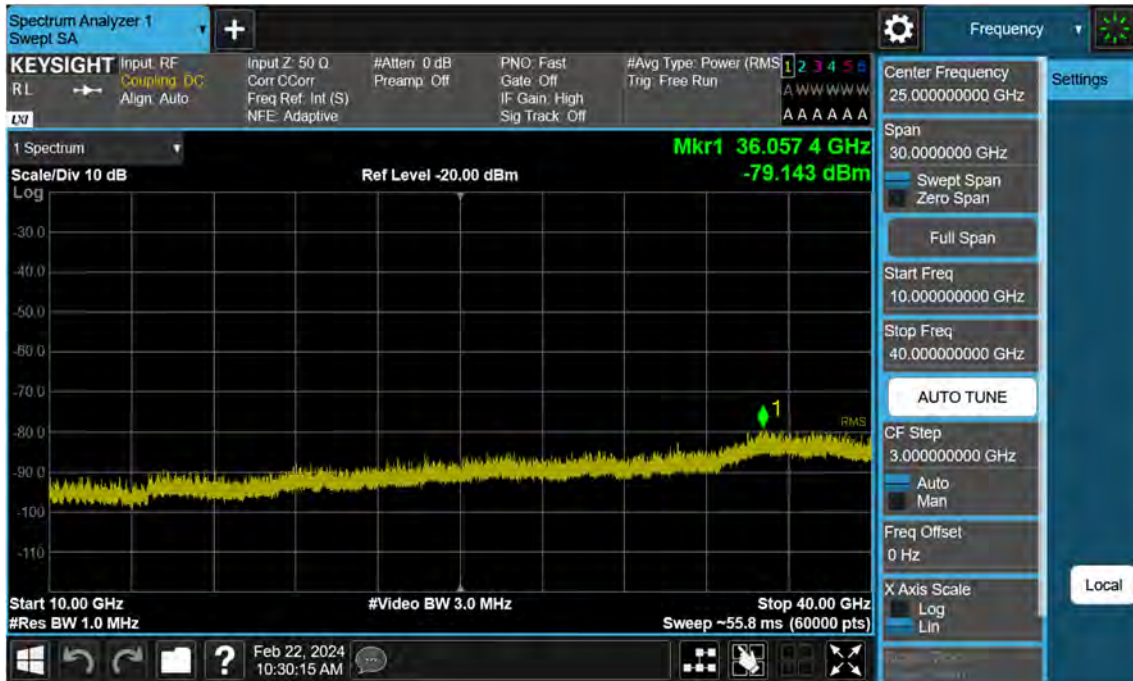 Spectrum Analyzer 1
Swept SA
+
Frequency
KEYSIGHT
RL
LXI
Input: RF
Coupling: DC
Align: Auto
Input Z: 50 Ω
Corr CCorr
Freq Ref: Int (S)
NFE: Adaptive
#Atten: 0 dB
Preamp: Off
PNO: Fast
Gate: Off
IF Gain: High
Sig Track: Off
#Avg Type: Power (RMS
Trig: Free Run
1 2 3 4 5 6
A W W W W W
A A A A A A
1 Spectrum
Scale/Div 10 dB
Ref Level -20.00 dBm
Mkr1 36.057 4 GHz
-79.143 dBm
Log
-30.0
-40.0
-50.0
-60.0
-70.0
-80.0
-90.0
-100
-110
1
RMS
Start 10.00 GHz
#Video BW 3.0 MHz
Stop 40.00 GHz
#Res BW 1.0 MHz
Sweep ~55.8 ms (60000 pts)
Center Frequency
25.000000000 GHz
Span
30.0000000 GHz
Swept Span
Zero Span
Full Span
Start Freq
10.000000000 GHz
Stop Freq
40.000000000 GHz
AUTO TUNE
CF Step
3.000000000 GHz
Auto
Man
Freq Offset
0 Hz
X Axis Scale
Log
Lin
Settings
Local
?
Feb 22, 2024
10:30:15 AM